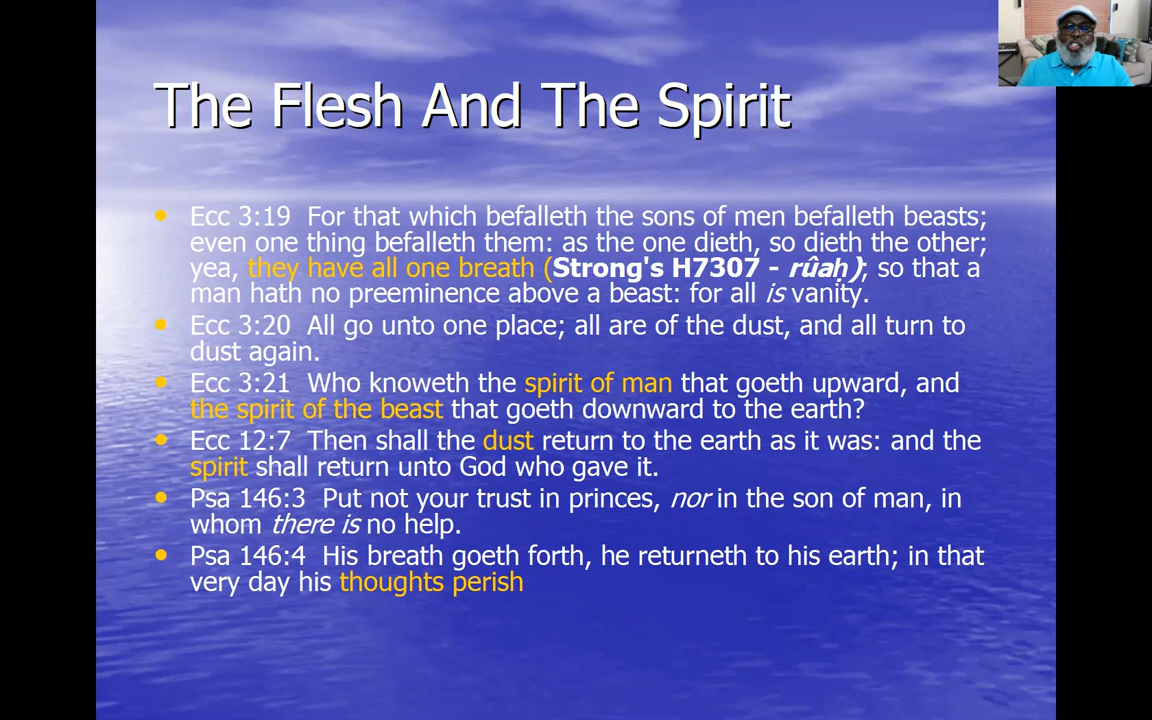 The Flesh And The Spirit
• Ecc 3:19  For that which befalleth the sons of men befalleth beasts;
even one thing befalleth them: as the one dieth, so dieth the other;
yea, they have all one breath (Strong's H7307 - rûaḥ); so that a
man hath no preeminence above a beast: for all is vanity.
• Ecc 3:20  All go unto one place; all are of the dust, and all turn to
dust again.
• Ecc 3:21  Who knoweth the spirit of man that goeth upward, and
the spirit of the beast that goeth downward to the earth?
• Ecc 12:7  Then shall the dust return to the earth as it was: and the
spirit shall return unto God who gave it.
• Psa 146:3  Put not your trust in princes, nor in the son of man, in
whom there is no help.
• Psa 146:4  His breath goeth forth, he returneth to his earth; in that
very day his thoughts perish